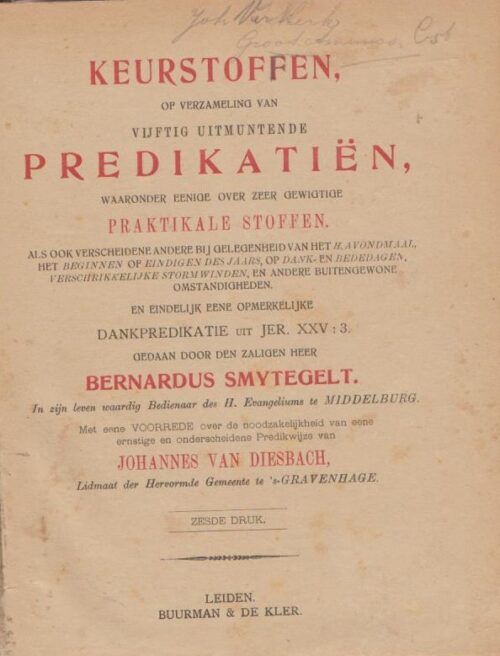 Joh
KEURSTOFFEN,
OF VERZAMELING VAN
VIJFTIG UITMUNTENDE
PREDIKATIËN,
WAARONDER EENIGE OVER ZEER GEWIGTIGE
PRAKTIKALE STOFFEN,
ALS OOK VERSCHEIDENE ANDERE BIJ GELEGENHEID VAN HET H. AVONDMAAL,
HET BEGINNEN OF EINDIGEN DES JAARS, OP DANK- EN BEDEDAGEN,
VERSCHRIKKELIJKE STORMWINDEN, EN ANDERE BUITENGEWONE
OMSTANDIGHEDEN.
EN EINDELIJK EENE OPMERKELIJKE
DANKPREDIKATIE UIT JER. XXV : 3.
GEDAAN DOOR DEN ZALIGEN HEER
BERNARDUS SMYTEGELT.
In zijn leven waardig Bedienaar des H. Evangeliums te MIDDELBURG.
Met eene VOORREDE over de noodzakelijkheid van eene
ernstige en onderscheidene Predikwijze van
JOHANNES VAN DIESBACH,
Lidmaat der Hervormde Gemeente te 's-GRAVENHAGE.
ZESDE DRUK.
LEIDEN.
BUURMAN & DE KLER.